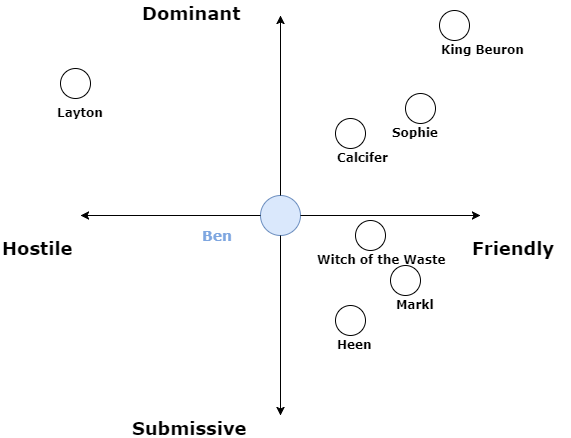 Dominant
King Beuron
Layton
Sophie
Calcifer
Ben
Hostile
Friendly
Witch of the Waste
Markl
Heen
Submissive